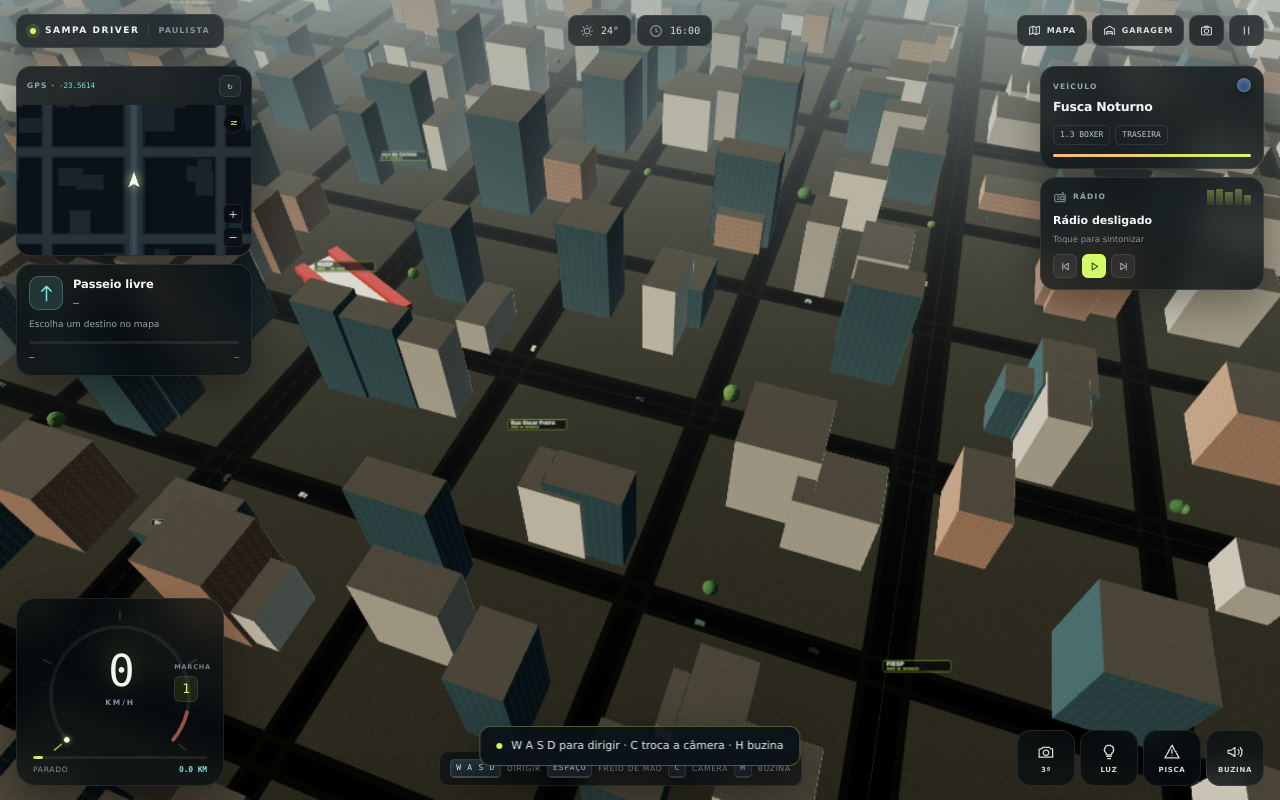 SAMPA DRIVER PAULISTA
24°
16:00
MAPA
GARAGEM
GPS · -23.5614
+
−
Passeio livre
—
Escolha um destino no mapa
— —
VEÍCULO
Fusca Noturno
1.3 BOXER
TRASEIRA
RÁDIO
Rádio desligado
Toque para sintonizar
MASP
Rua Oscar Freire
FIESP
0
KM/H
MARCHA
1
PARADO
0.0 KM
W A S D para dirigir · C troca a câmera · H buzina
W A S D DIRIGIR ESPAÇO FREIO DE MÃO C CÂMERA H BUZINA
3ª
LUZ
PISCA
BUZINA